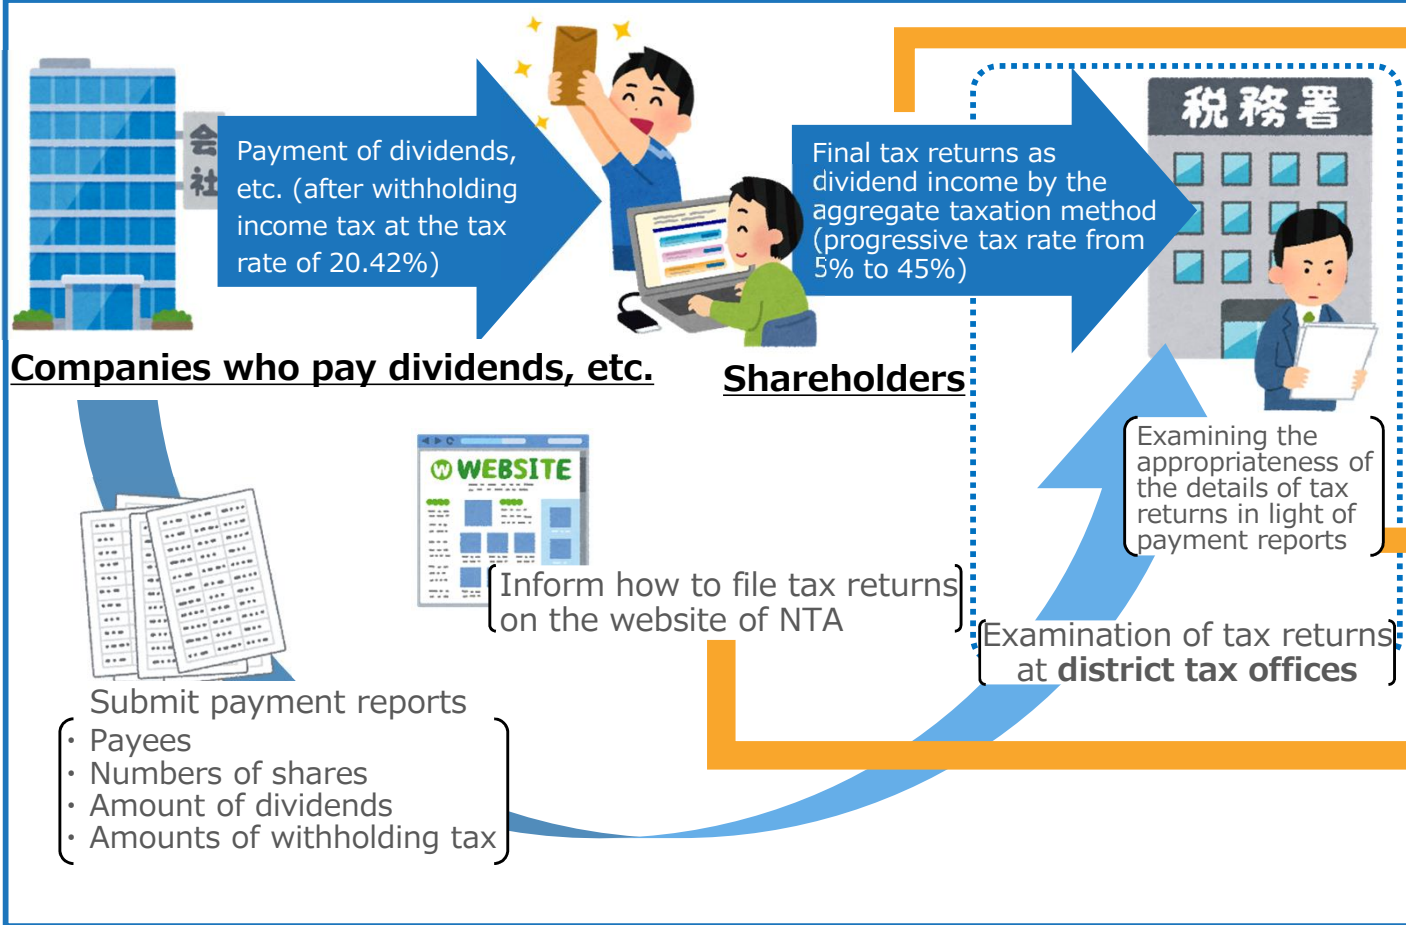 会
社
Payment of dividends,
etc. (after withholding
income tax at the tax
rate of 20.42%)
Final tax returns as
dividend income by the
aggregate taxation method
(progressive tax rate from
5% to 45%)
税務署
Companies who pay dividends, etc.
Shareholders
Examining the
appropriateness of
the details of tax
returns in light of
payment reports
W WEBSITE
Inform how to file tax returns
on the website of NTA
Examination of tax returns
at district tax offices
Submit payment reports
・ Payees
・ Numbers of shares
・ Amount of dividends
・ Amounts of withholding tax